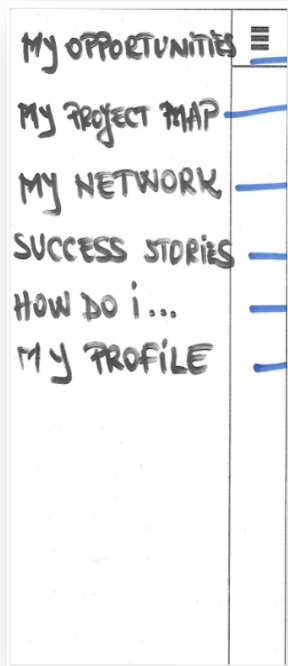 MY OPPORTUNITIES
MY PROJECT MAP
MY NETWORK
SUCCESS STORIES
HOW DO i...
MY PROFiLE